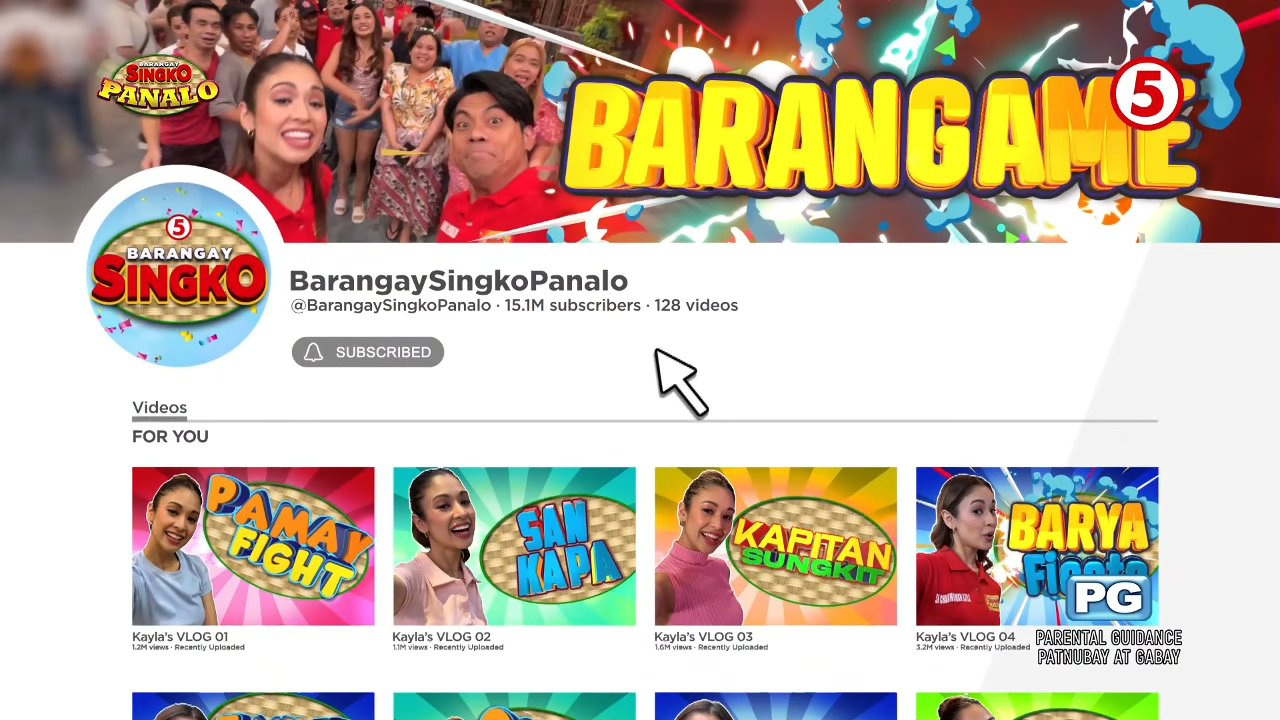 BARANGAY
SINGKO
PANALO
BARANGAME
5
5
BARANGAY
SINGKO
BarangaySingkoPanalo
@BarangaySingkoPanalo · 15.1M subscribers · 128 videos
SUBSCRIBED
Videos
FOR YOU
PAMAY
FIGHT
SAN
KAPA
KAPITAN
SUNGKIT
BARYA
Fiesta
Kayla's VLOG 01
1.2M views · Recently Uploaded
Kayla's VLOG 02
1.1M views · Recently Uploaded
Kayla's VLOG 03
1.6M views · Recently Uploaded
Kayla's VLOG 04
3.2M views · Recently Uploaded
PG
PARENTAL GUIDANCE
PATNUBAY AT GABAY